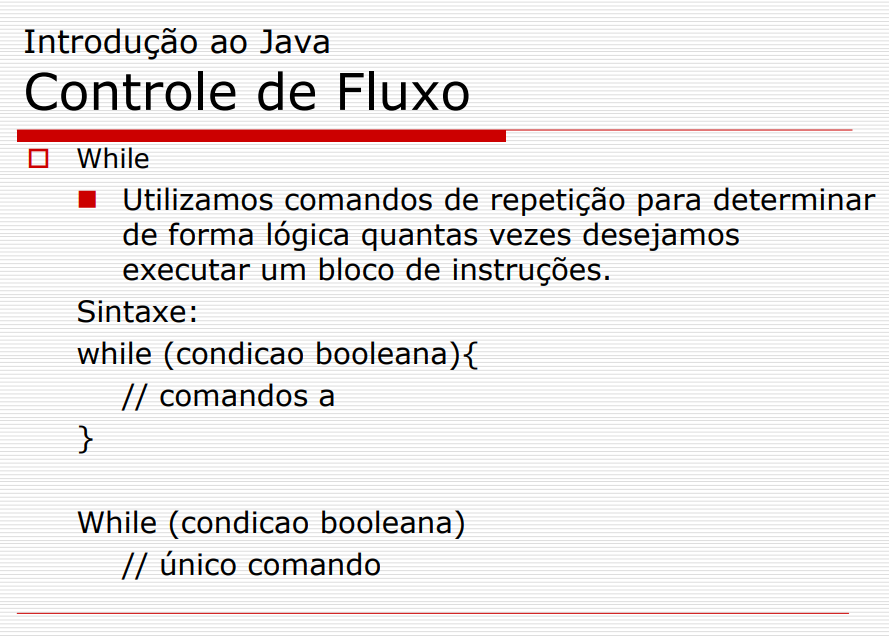 Introdução ao Java
Controle de Fluxo
While
Utilizamos comandos de repetição para determinar
de forma lógica quantas vezes desejamos
executar um bloco de instruções.
Sintaxe:
while (condicao booleana){
// comandos a
}
While (condicao booleana)
// único comando